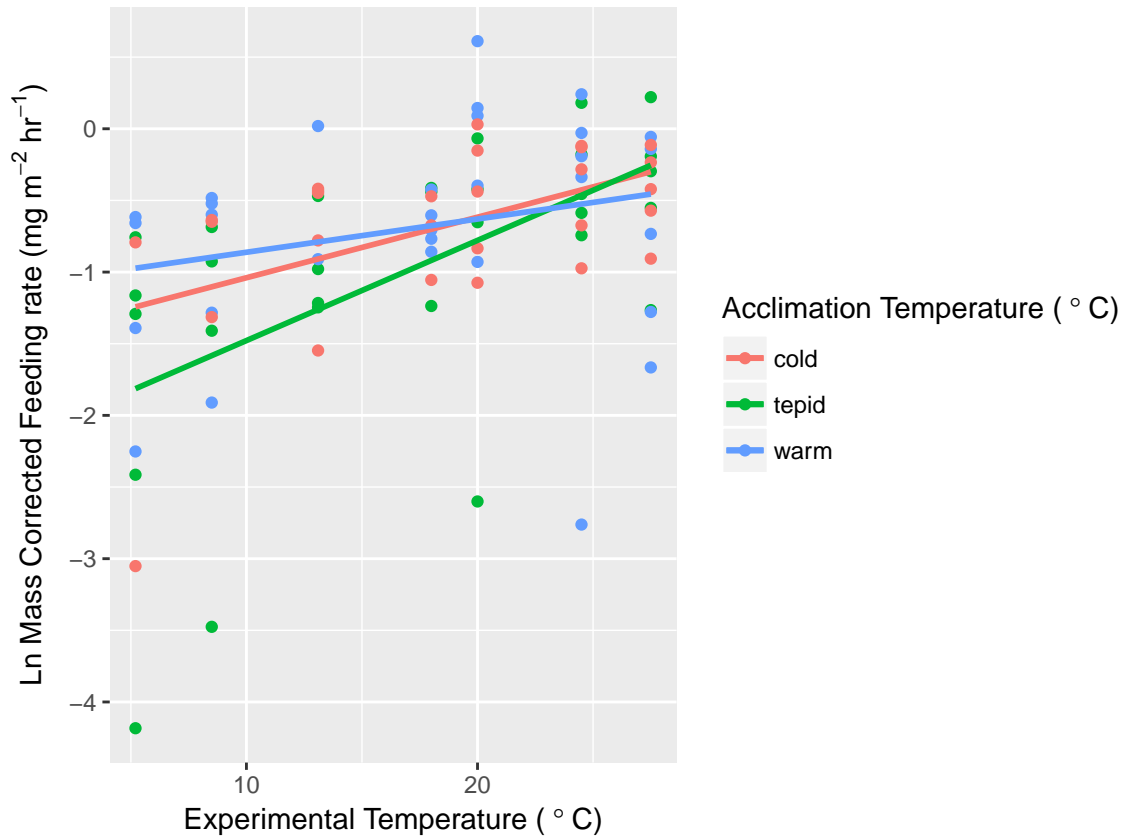 Ln Mass Corrected Feeding rate (mg m⁻² hr⁻¹)
0
−1
−2
−3
−4
10
20
Experimental Temperature ( ° C)
Acclimation Temperature ( ° C)
cold
tepid
warm